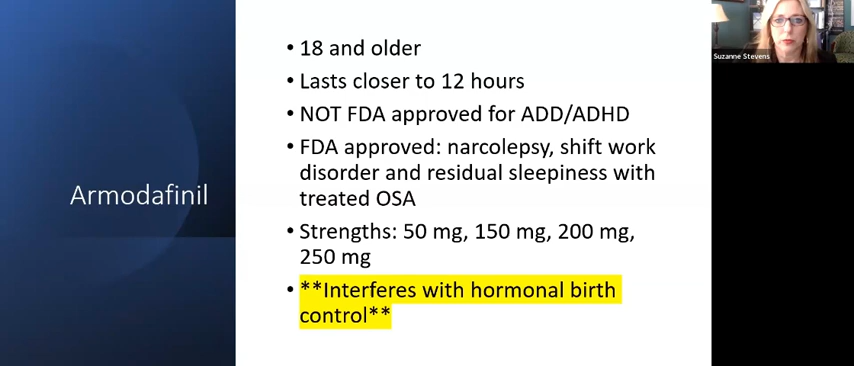 Armodafinil
• 18 and older
• Lasts closer to 12 hours
• NOT FDA approved for ADD/ADHD
• FDA approved: narcolepsy, shift work
disorder and residual sleepiness with
treated OSA
• Strengths: 50 mg, 150 mg, 200 mg,
250 mg
• **Interferes with hormonal birth
control**
Suzanne Stevens